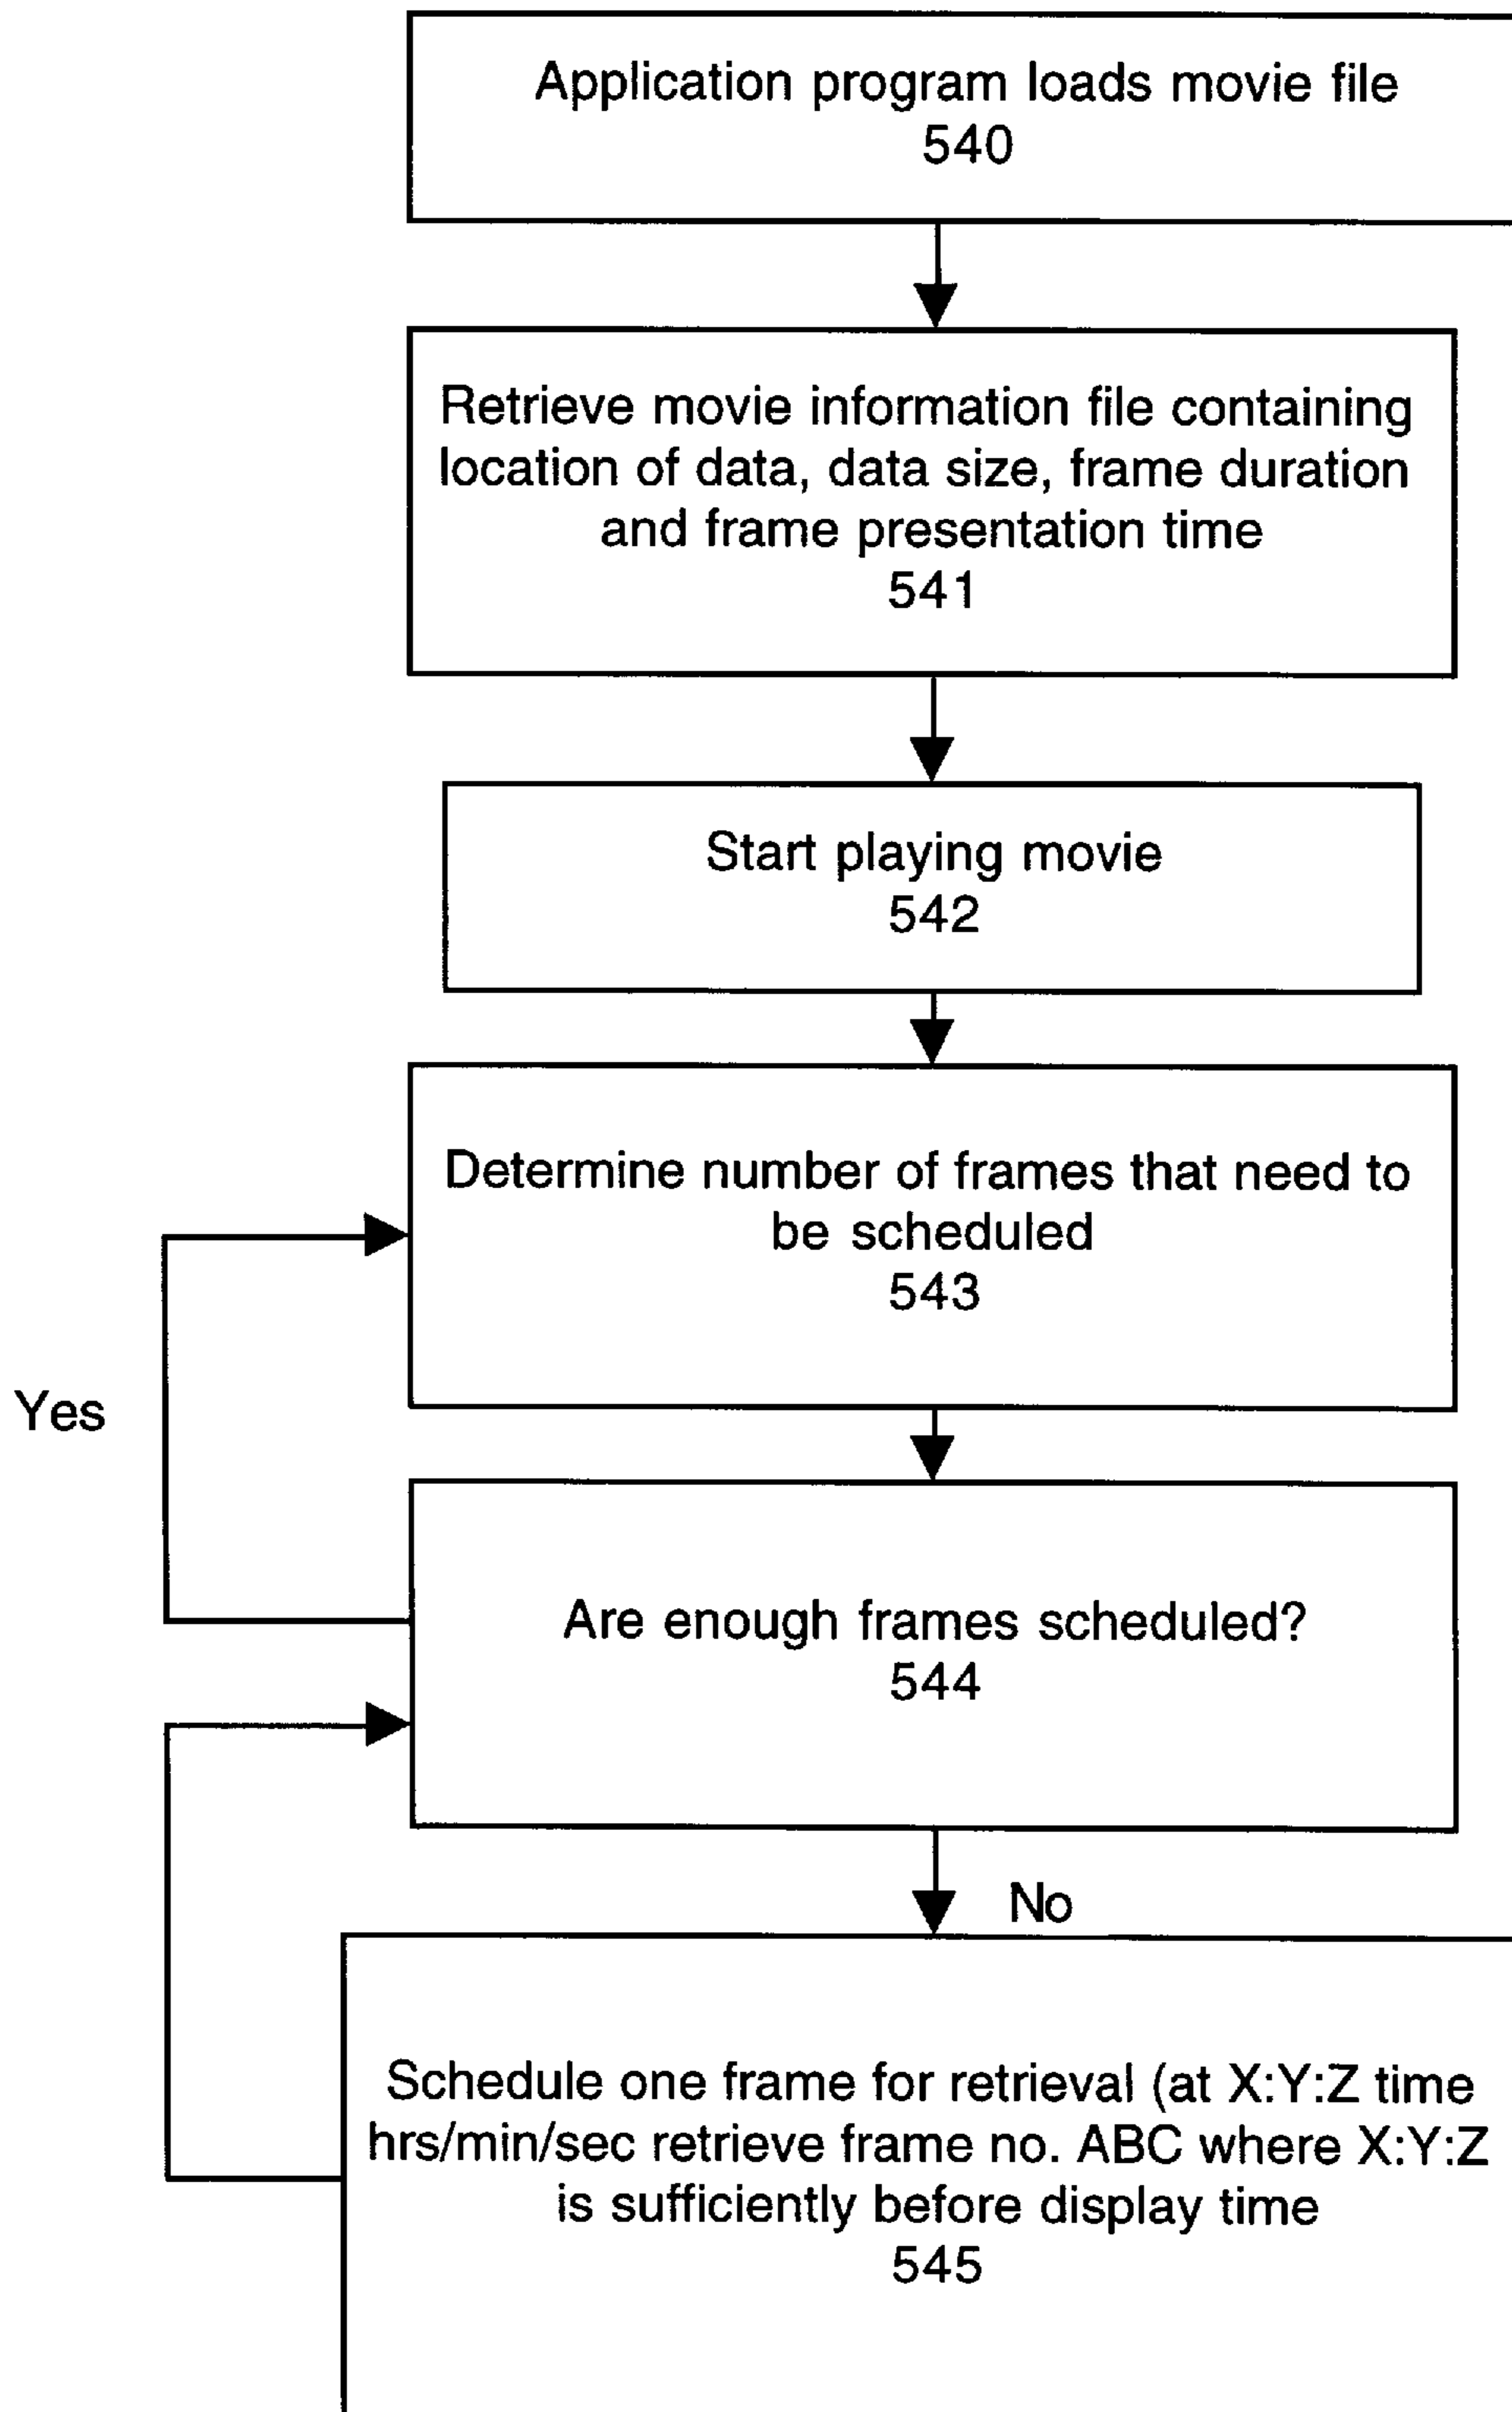 Application program loads movie file
540
Retrieve movie information file containing
location of data, data size, frame duration
and frame presentation time
541
Start playing movie
542
Determine number of frames that need to
be scheduled
543
Yes
Are enough frames scheduled?
544
No
Schedule one frame for retrieval (at X:Y:Z time
hrs/min/sec retrieve frame no. ABC where X:Y:Z
is sufficiently before display time
545